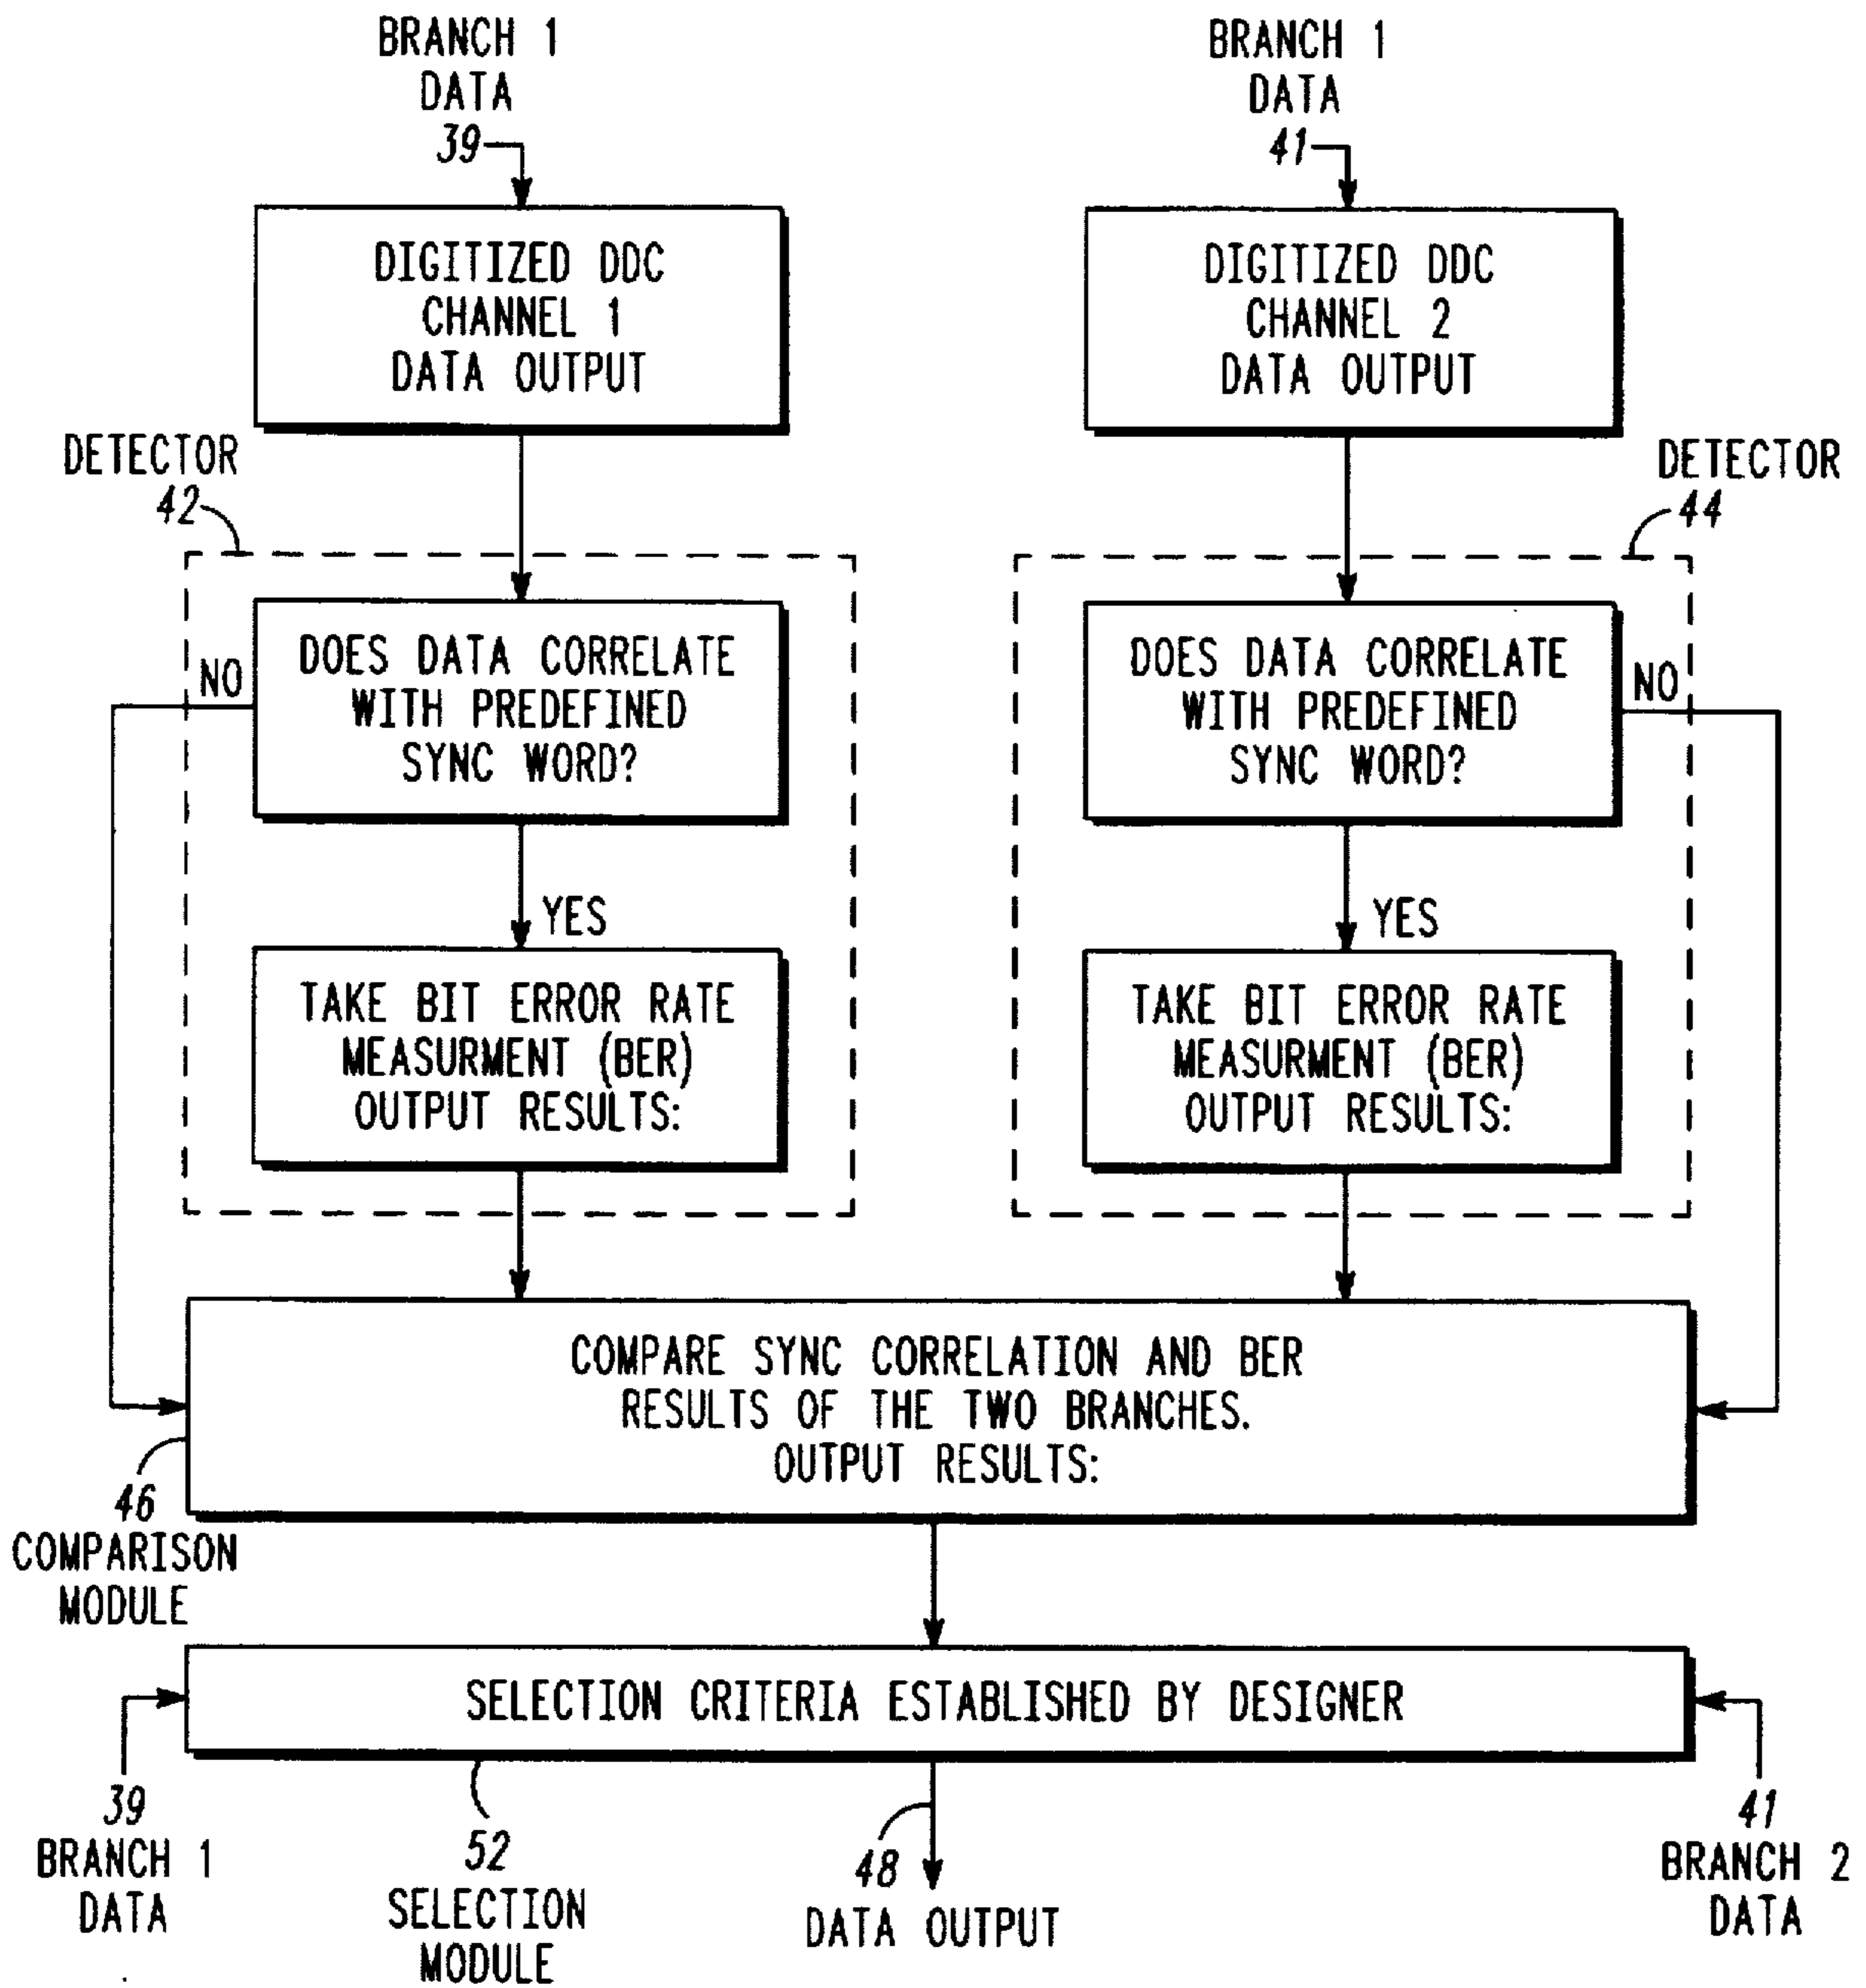 BRANCH 1
DATA
39
BRANCH 1
DATA
41
DIGITIZED DDC
CHANNEL 1
DATA OUTPUT
DIGITIZED DDC
CHANNEL 2
DATA OUTPUT
DETECTOR
42
DETECTOR
44
NO
DOES DATA CORRELATE
WITH PREDEFINED
SYNC WORD?
DOES DATA CORRELATE
WITH PREDEFINED
SYNC WORD?
NO
YES
YES
TAKE BIT ERROR RATE
MEASURMENT (BER)
OUTPUT RESULTS:
TAKE BIT ERROR RATE
MEASURMENT (BER)
OUTPUT RESULTS:
COMPARE SYNC CORRELATION AND BER
RESULTS OF THE TWO BRANCHES.
OUTPUT RESULTS:
46
COMPARISON
MODULE
SELECTION CRITERIA ESTABLISHED BY DESIGNER
39
BRANCH 1
DATA
52
SELECTION
MODULE
48
DATA OUTPUT
41
BRANCH 2
DATA